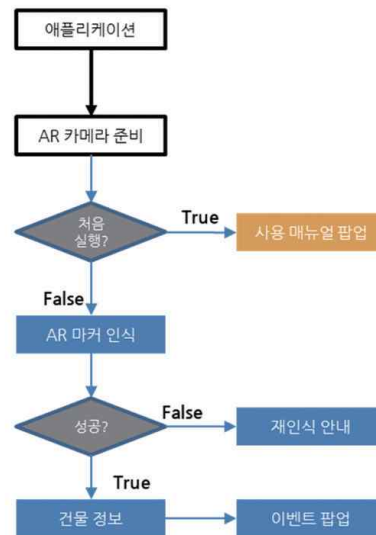 애플리케이션
AR 카메라 준비
처음
실행?
True
사용 매뉴얼 팝업
False
AR 마커 인식
성공?
False
재인식 안내
True
건물 정보
이벤트 팝업